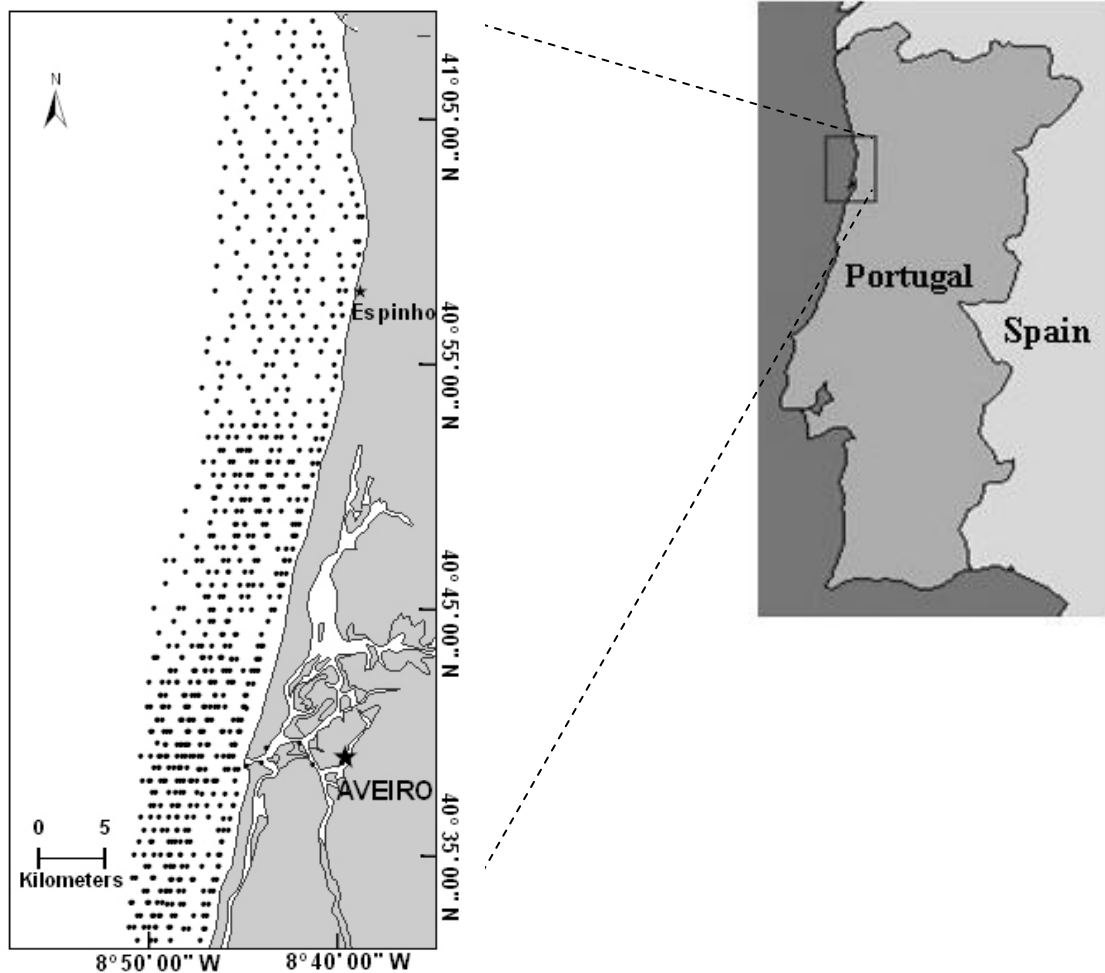 N
41° 05' 00" N
Espinho
40° 55' 00" N
40° 45' 00" N
AVEIRO
40° 35' 00" N
0 5
Kilometers
8° 50' 00" W 8° 40' 00" W
Portugal
Spain